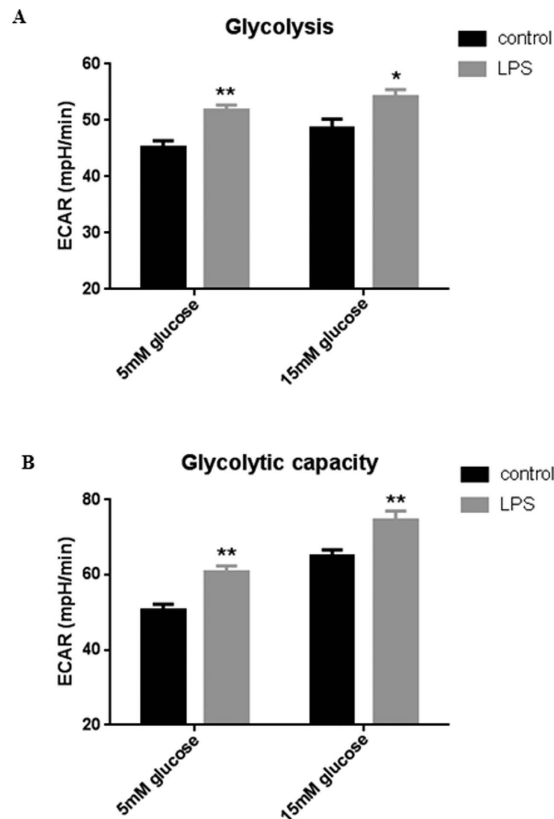 A
Glycolysis
control
LPS
ECAR (mpH/min)
60
50
40
30
20
**
*
5mM glucose
15mM glucose
B
Glycolytic capacity
control
LPS
ECAR (mpH/min)
80
60
40
20
**
**
5mM glucose
15mM glucose